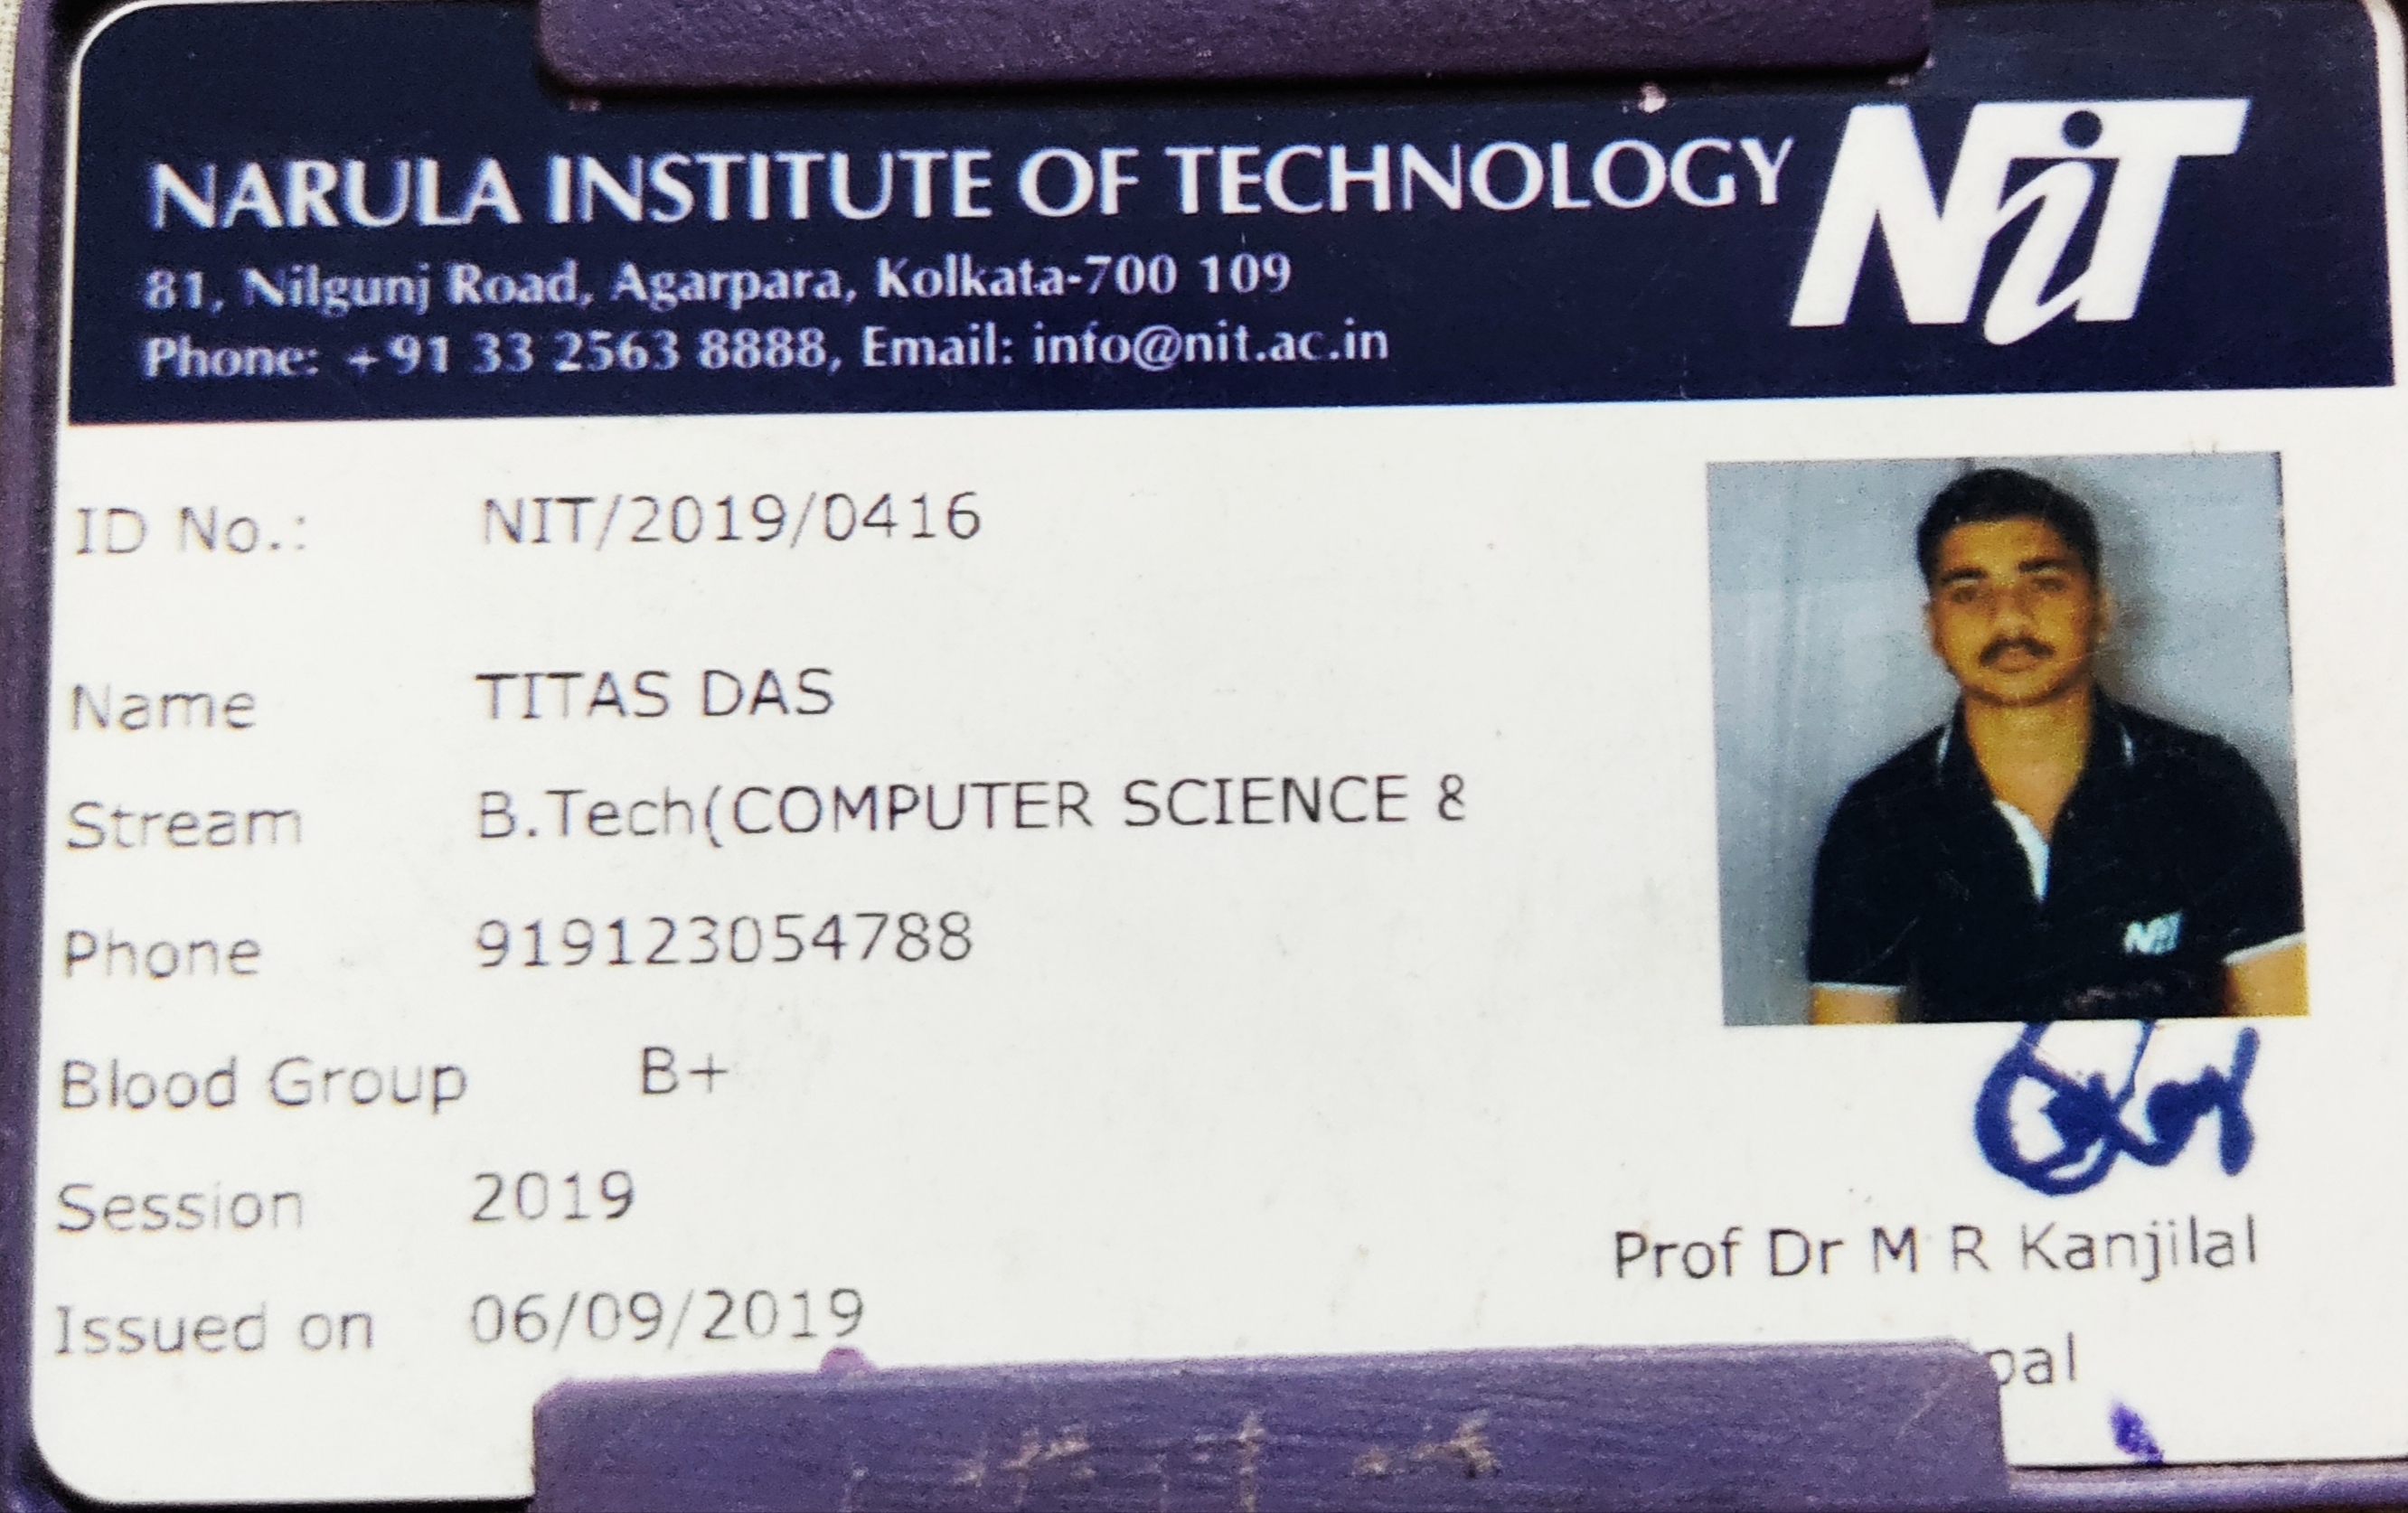 NARULA INSTITUTE OF TECHNOLOGY NiT
81, Nilgunj Road, Agarpara, Kolkata-700 109
Phone: +91 33 2563 8888, Email: info@nit.ac.in
ID No.: NIT/2019/0416
Name TITAS DAS
Stream B.Tech(COMPUTER SCIENCE &
Phone 919123054788
NiT
Blood Group B+
Session 2019
Prof Dr M R Kanjilal
Issued on 06/09/2019
pal